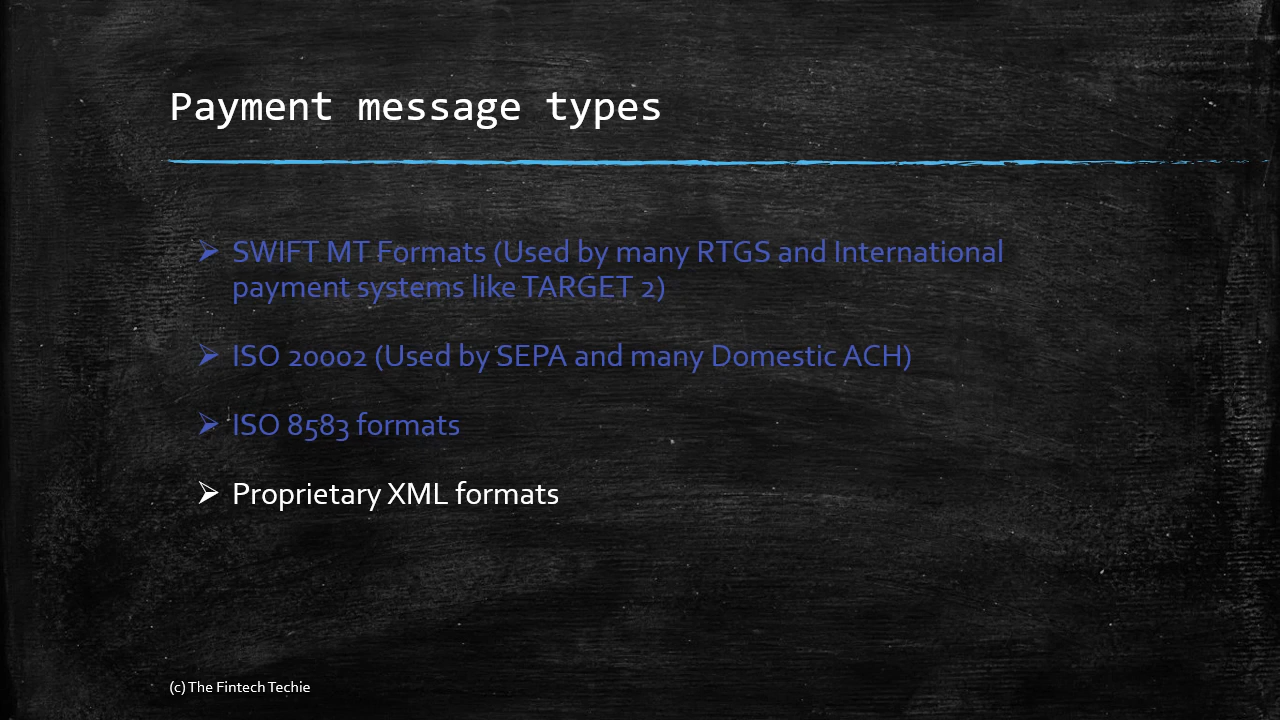 Payment message types
➢ SWIFT MT Formats (Used by many RTGS and International
payment systems like TARGET 2)
➢ ISO 20002 (Used by SEPA and many Domestic ACH)
➢ ISO 8583 formats
➢ Proprietary XML formats
(c) The Fintech Techie